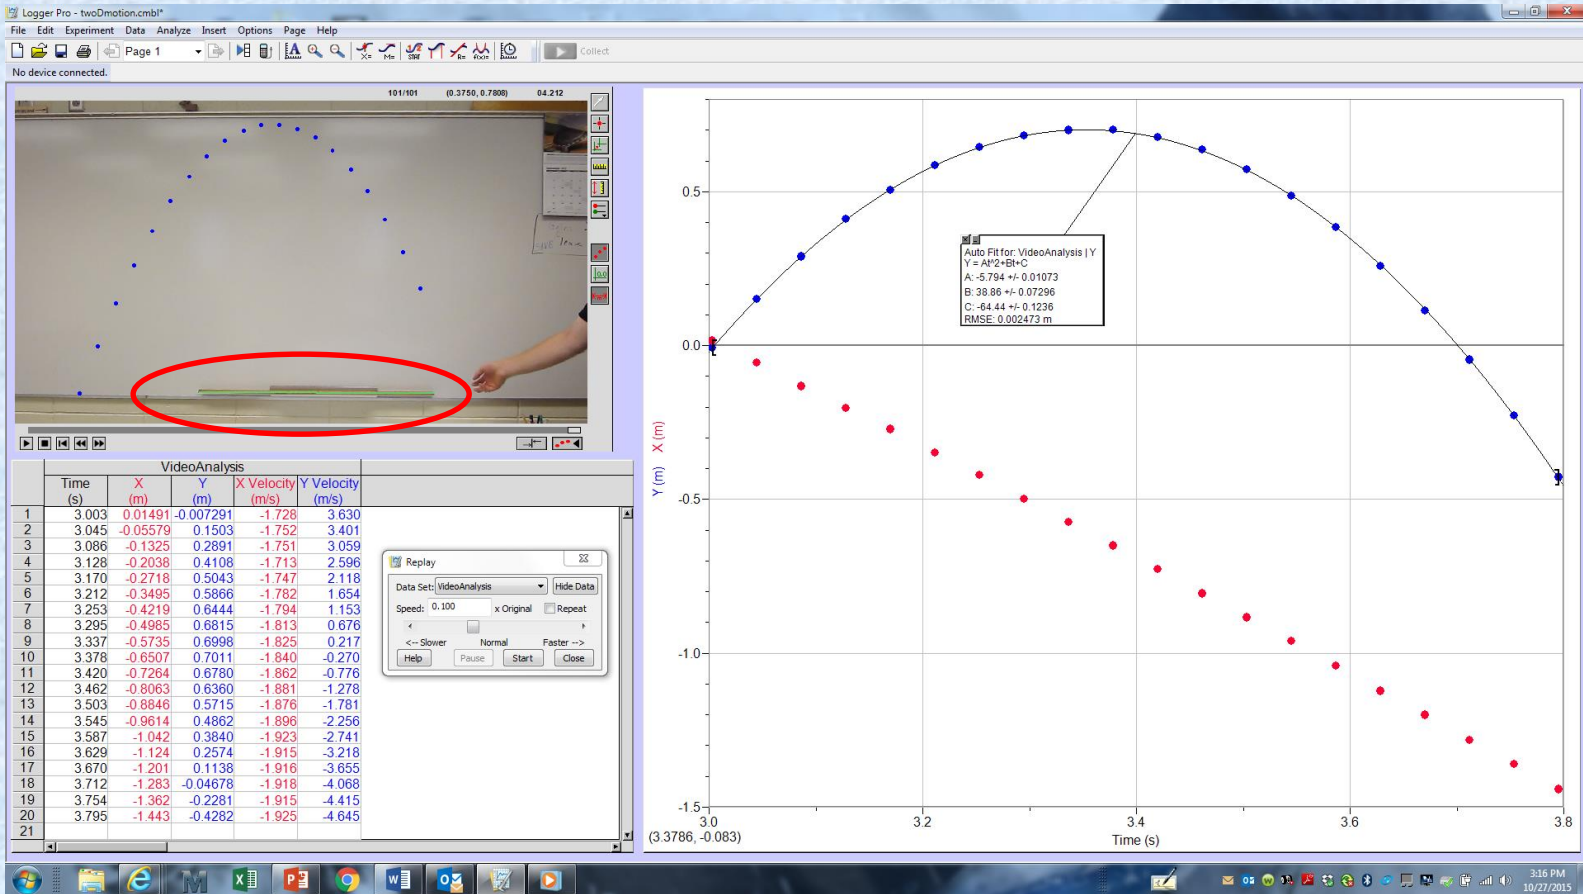 Logger Pro - twoDmotion.cmbl*
File Edit Experiment Data Analyze Insert Options Page Help
Page 1
Collect
No device connected.
101/101 (0.3750, 0.7808) 04.212
VideoAnalysis
Time X Y X Velocity Y Velocity
(s) (m) (m) (m/s) (m/s)
1 3.003 0.01491 -0.007291 -1.728 3.630
2 3.045 -0.05579 0.1503 -1.752 3.401
3 3.086 -0.1325 0.2891 -1.751 3.059
4 3.128 -0.2038 0.4108 -1.713 2.596
5 3.170 -0.2718 0.5043 -1.747 2.118
6 3.212 -0.3495 0.5866 -1.782 1.654
7 3.253 -0.4219 0.6444 -1.794 1.153
8 3.295 -0.4985 0.6815 -1.813 0.676
9 3.337 -0.5735 0.6998 -1.825 0.217
10 3.378 -0.6507 0.7011 -1.840 -0.270
11 3.420 -0.7264 0.6780 -1.862 -0.776
12 3.462 -0.8063 0.6360 -1.881 -1.278
13 3.503 -0.8846 0.5715 -1.876 -1.781
14 3.545 -0.9614 0.4862 -1.896 -2.256
15 3.587 -1.042 0.3840 -1.923 -2.741
16 3.629 -1.124 0.2574 -1.915 -3.218
17 3.670 -1.201 0.1138 -1.916 -3.655
18 3.712 -1.283 -0.04678 -1.918 -4.068
19 3.754 -1.362 -0.2281 -1.915 -4.415
20 3.795 -1.443 -0.4282 -1.925 -4.645
21
Replay
Data Set: VideoAnalysis Hide Data
Speed: 0.100 x Original Repeat
<-- Slower Normal Faster -->
Help Pause Start Close
0.5
0.0
-0.5
-1.0
-1.5
Y (m) X (m)
Auto Fit for: VideoAnalysis | Y
Y = At^2+Bt+C
A: -5.794 +/- 0.01073
B: 38.86 +/- 0.07296
C: -64.44 +/- 0.1236
RMSE: 0.002473 m
3.0 3.2 3.4 3.6 3.8
(3.3786, -0.083)
Time (s)
3:16 PM
10/27/2015